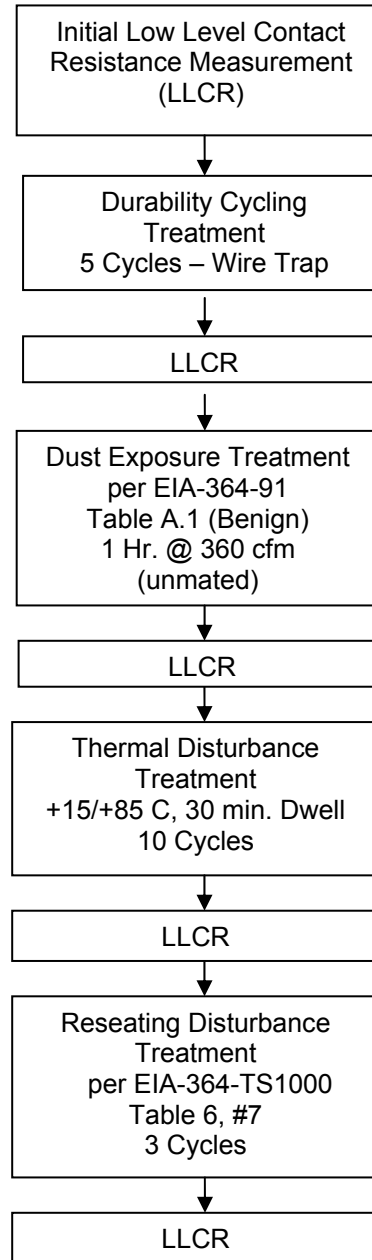 Initial Low Level Contact
Resistance Measurement
(LLCR)
Durability Cycling
Treatment
5 Cycles – Wire Trap
LLCR
Dust Exposure Treatment
per EIA-364-91
Table A.1 (Benign)
1 Hr. @ 360 cfm
(unmated)
LLCR
Thermal Disturbance
Treatment
+15/+85 C, 30 min. Dwell
10 Cycles
LLCR
Reseating Disturbance
Treatment
per EIA-364-TS1000
Table 6, #7
3 Cycles
LLCR